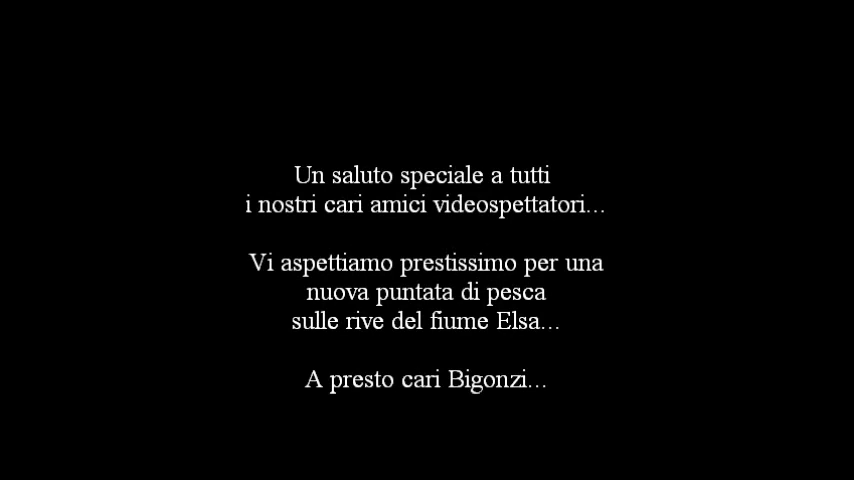 Un saluto speciale a tutti
i nostri cari amici videospettatori...
Vi aspettiamo prestissimo per una
nuova puntata di pesca
sulle rive del fiume Elsa...
A presto cari Bigonzi...